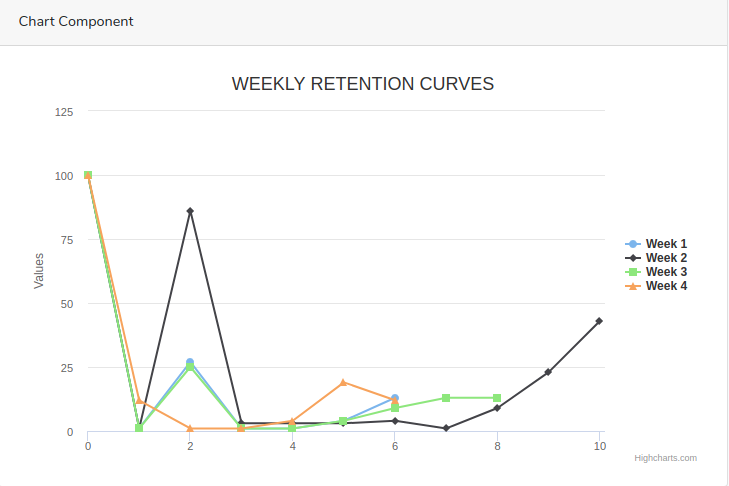 Chart Component
WEEKLY RETENTION CURVES
125
100
75
50
25
0
Values
0 2 4 6 8 10
Week 1
Week 2
Week 3
Week 4
Highcharts.com